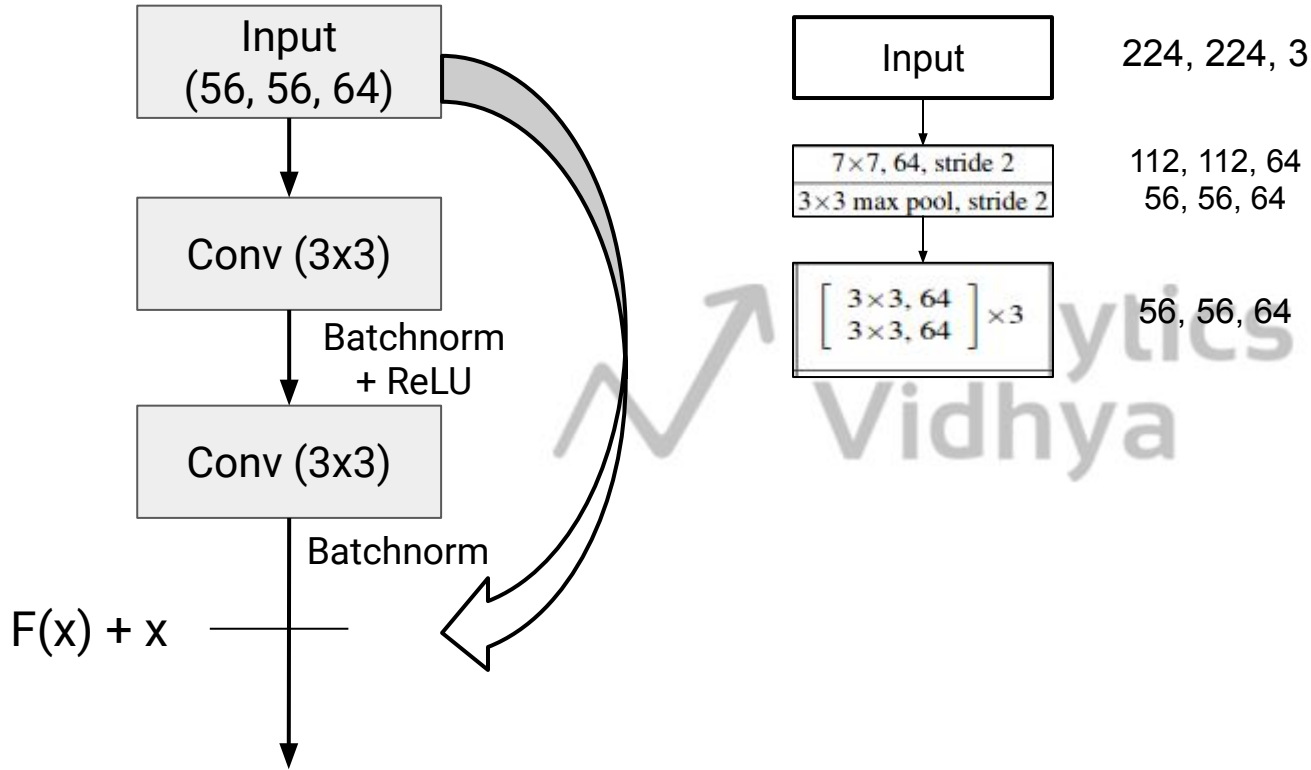 Input
(56, 56, 64)
Conv (3x3)
Batchnorm
+ ReLU
Conv (3x3)
Batchnorm
F(x) + x
Input
224, 224, 3
7×7, 64, stride 2
112, 112, 64
3×3 max pool, stride 2
56, 56, 64
3×3, 64
3×3, 64
×3
56, 56, 64
ytics
Vidhya